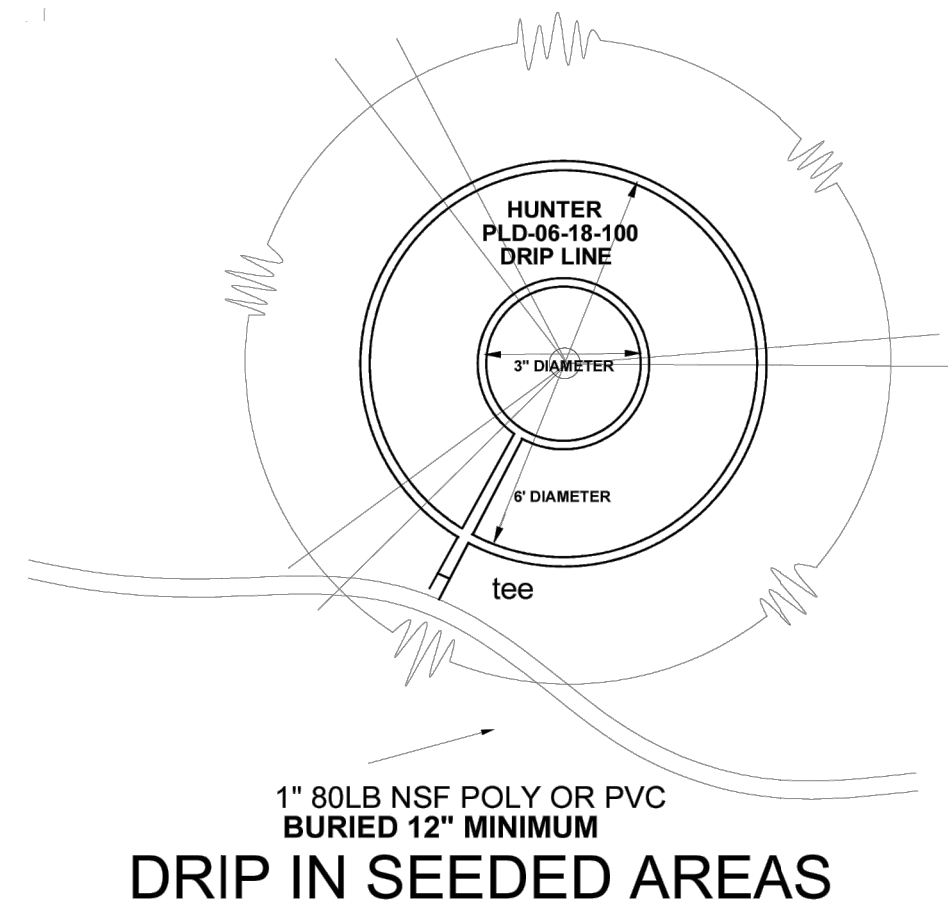 HUNTER
PLD-06-18-100
DRIP LINE
3" DIAMETER
6' DIAMETER
tee
1" 80LB NSF POLY OR PVC
BURIED 12" MINIMUM
DRIP IN SEEDED AREAS